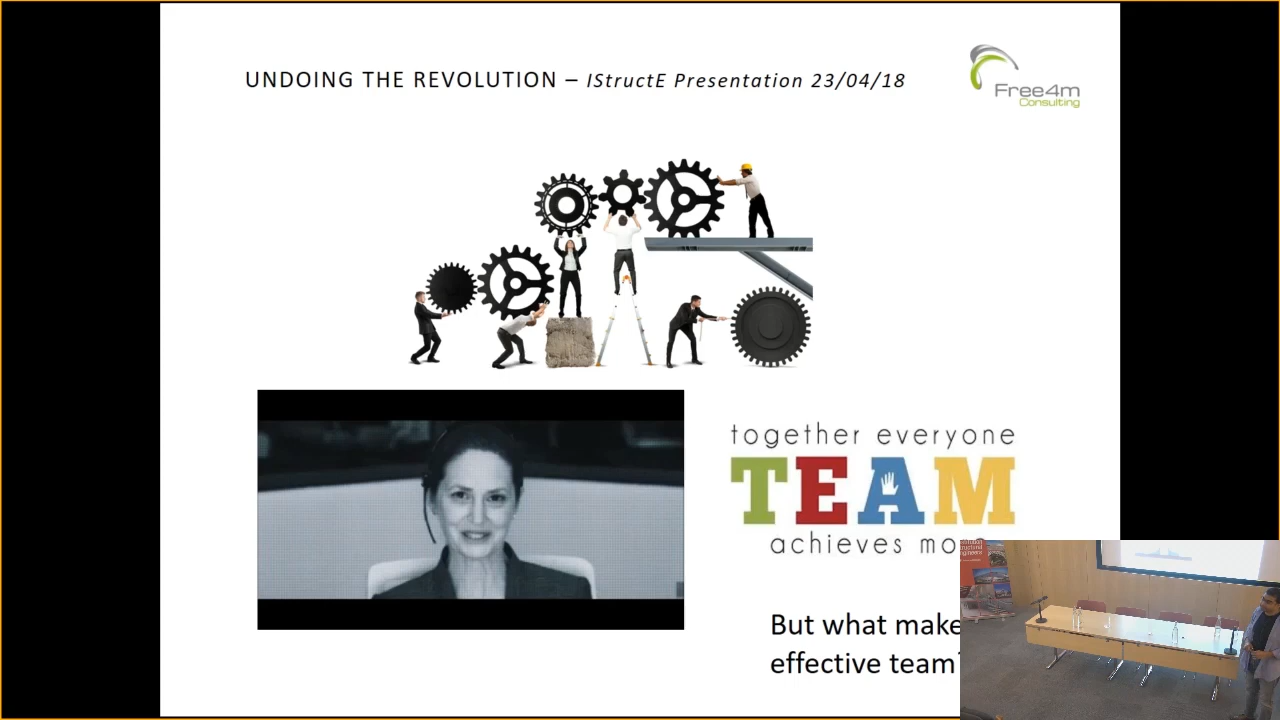 UNDOING THE REVOLUTION – IStructE Presentation 23/04/18
Free4m
Consulting
together everyone
TEAM
achieves mo
But what make
effective team